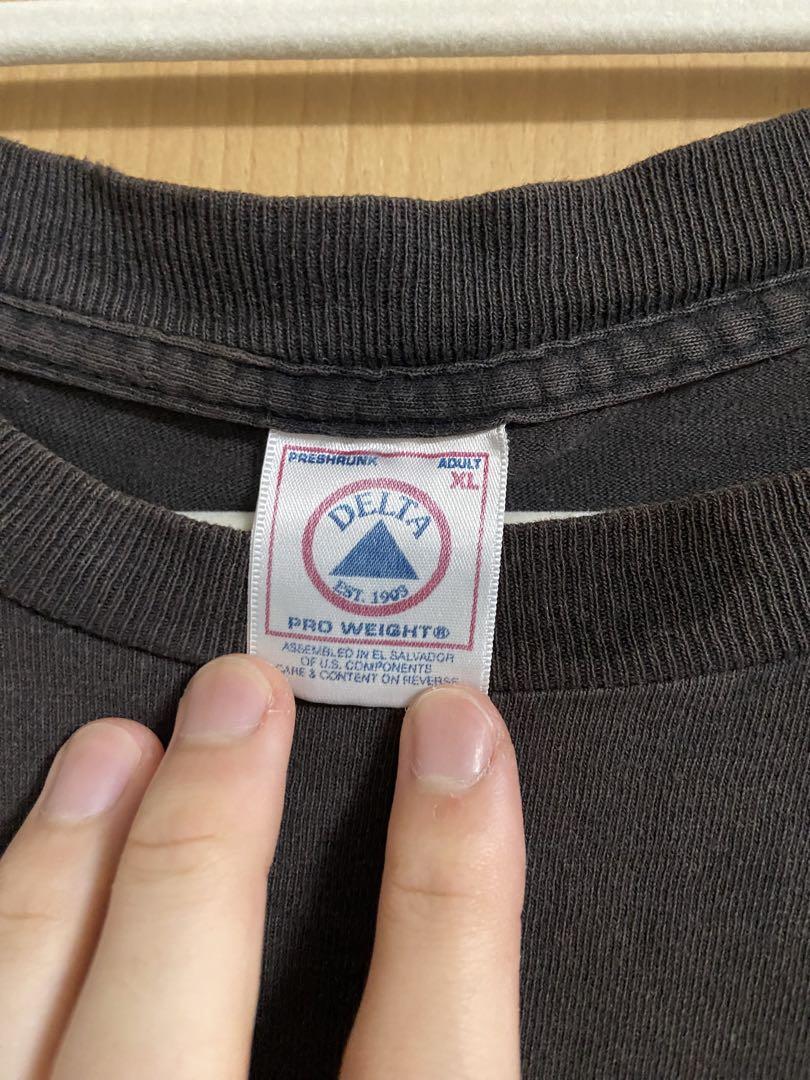 PRESHRUNK ADULT
XL
DELTA
EST. 1903
PRO WEIGHT®
ASSEMBLED IN EL SALVADOR
OF U.S. COMPONENTS
CARE & CONTENT ON REVERSE